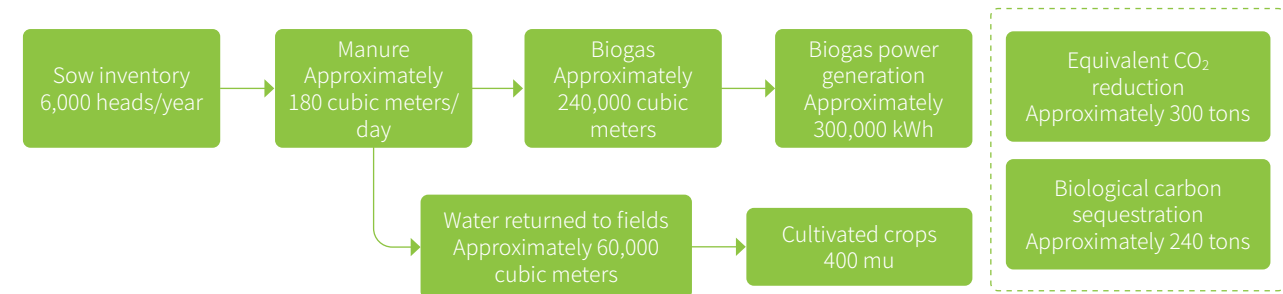 Sow inventory
6,000 heads/year
Manure
Approximately
180 cubic meters/
day
Biogas
Approximately
240,000 cubic
meters
Biogas power
generation
Approximately
300,000 kWh
Equivalent CO₂
reduction
Approximately 300 tons
Water returned to fields
Approximately 60,000
cubic meters
Cultivated crops
400 mu
Biological carbon
sequestration
Approximately 240 tons